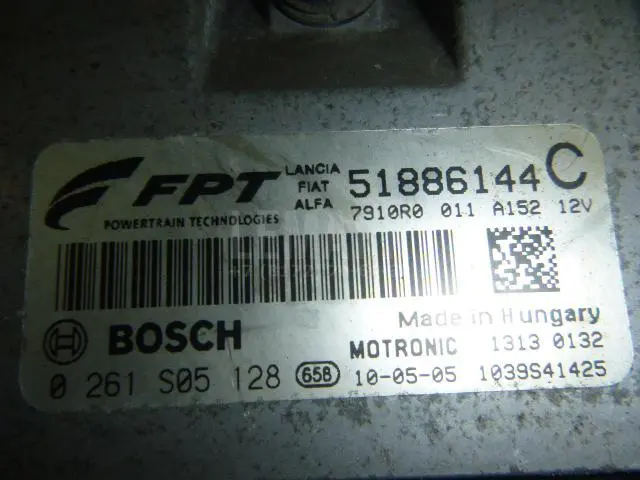 FPT
POWERTRAIN TECHNOLOGIES
LANCIA
FIAT
ALFA
51886144 C
7910R0 011 A152 12V
Made in Hungary
BOSCH
MOTRONIC 1313 0132
0 261 S05 128 658 10-05-05 1039S41425